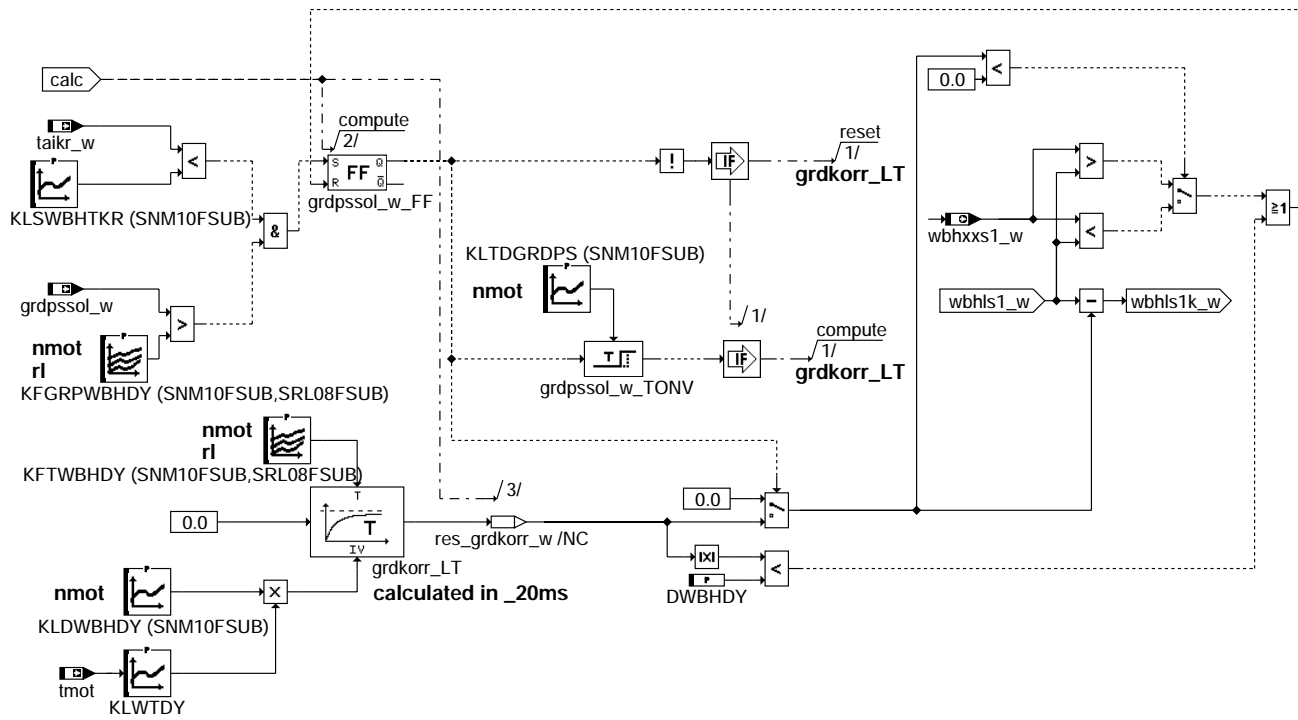 calc
<
0.0
compute
2/
reset
1/
taikr_w
<
P
S Q
FF
R Q
!
IF
grdkorr_LT
>
KLSWBHTKR (SNM10FSUB)
grdpssol_w_FF
&
≥1
wbhxxs1_w
<
KLTDGRDPS (SNM10FSUB)
P
nmot
grdpssol_w
>
wbhls1_w
−
wbhls1k_w
1/
compute
1/
nmot
rl
P
T
IF
grdkorr_LT
KFGRPWBHDY (SNM10FSUB,SRL08FSUB)
grdpssol_w_TONV
nmot
rl
P
KFTWBHDY (SNM10FSUB,SRL08FSUB)
3/
0.0
T
0.0
T
IV
res_grdkorr_w /NC
|X|
<
grdkorr_LT
P
DWBHDY
nmot
P
X
calculated in _20ms
KLDWBHDY (SNM10FSUB)
P
tmot
KLWTDY